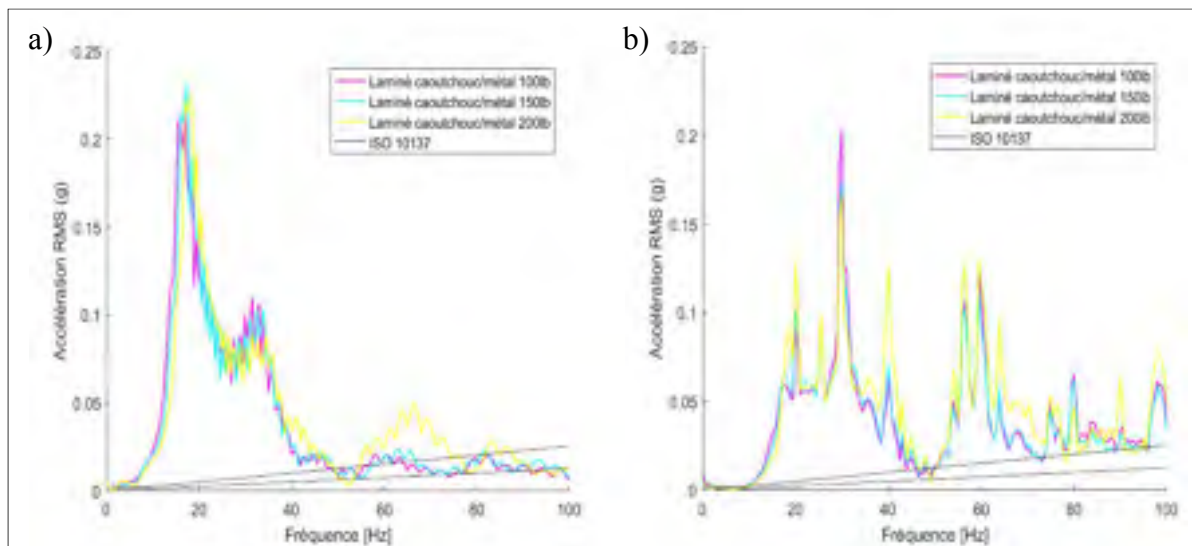 a)
0.25
0.2
0.15
0.1
0.05
0
Accélération RMS (g)
0
20
40
60
80
100
Fréquence [Hz]
Laminé caoutchouc/métal 100lb
Laminé caoutchouc/métal 150lb
Laminé caoutchouc/métal 200lb
ISO 10137
b)
0.25
0.2
0.15
0.1
0.05
0
Accélération RMS (g)
0
20
40
60
80
100
Fréquence [Hz]
Laminé caoutchouc/métal 100lb
Laminé caoutchouc/métal 150lb
Laminé caoutchouc/métal 200lb
ISO 10137